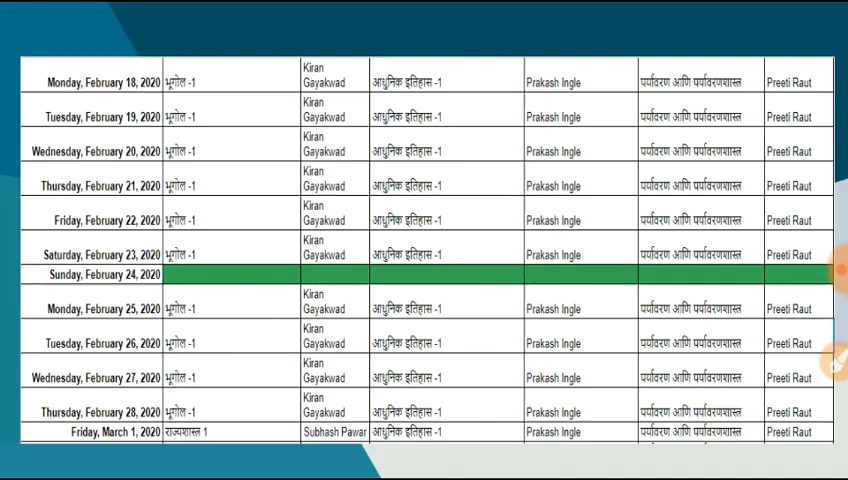 Monday, February 18, 2020 भूगोल -1 Kiran Gayakwad आधुनिक इतिहास -1 Prakash Ingle पर्यावरण आणि पर्यावरणशास्त्र Preeti Raut
Tuesday, February 19, 2020 भूगोल -1 Kiran Gayakwad आधुनिक इतिहास -1 Prakash Ingle पर्यावरण आणि पर्यावरणशास्त्र Preeti Raut
Wednesday, February 20, 2020 भूगोल -1 Kiran Gayakwad आधुनिक इतिहास -1 Prakash Ingle पर्यावरण आणि पर्यावरणशास्त्र Preeti Raut
Thursday, February 21, 2020 भूगोल -1 Kiran Gayakwad आधुनिक इतिहास -1 Prakash Ingle पर्यावरण आणि पर्यावरणशास्त्र Preeti Raut
Friday, February 22, 2020 भूगोल -1 Kiran Gayakwad आधुनिक इतिहास -1 Prakash Ingle पर्यावरण आणि पर्यावरणशास्त्र Preeti Raut
Saturday, February 23, 2020 भूगोल -1 Kiran Gayakwad आधुनिक इतिहास -1 Prakash Ingle पर्यावरण आणि पर्यावरणशास्त्र Preeti Raut
Sunday, February 24, 2020
Monday, February 25, 2020 भूगोल -1 Kiran Gayakwad आधुनिक इतिहास -1 Prakash Ingle पर्यावरण आणि पर्यावरणशास्त्र Preeti Raut
Tuesday, February 26, 2020 भूगोल -1 Kiran Gayakwad आधुनिक इतिहास -1 Prakash Ingle पर्यावरण आणि पर्यावरणशास्त्र Preeti Raut
Wednesday, February 27, 2020 भूगोल -1 Kiran Gayakwad आधुनिक इतिहास -1 Prakash Ingle पर्यावरण आणि पर्यावरणशास्त्र Preeti Raut
Thursday, February 28, 2020 भूगोल -1 Kiran Gayakwad आधुनिक इतिहास -1 Prakash Ingle पर्यावरण आणि पर्यावरणशास्त्र Preeti Raut
Friday, March 1, 2020 राज्यशास्त्र 1 Subhash Pawar आधुनिक इतिहास -1 Prakash Ingle पर्यावरण आणि पर्यावरणशास्त्र Preeti Raut